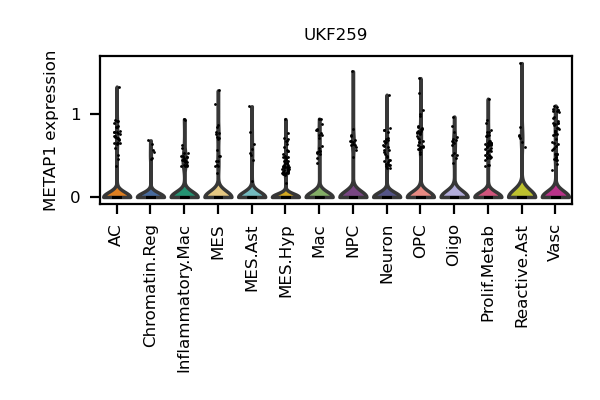 UKF259
METAP1 expression
1
0
AC
Chromatin.Reg
Inflammatory.Mac
MES
MES.Ast
MES.Hyp
Mac
NPC
Neuron
OPC
Oligo
Prolif.Metab
Reactive.Ast
Vasc